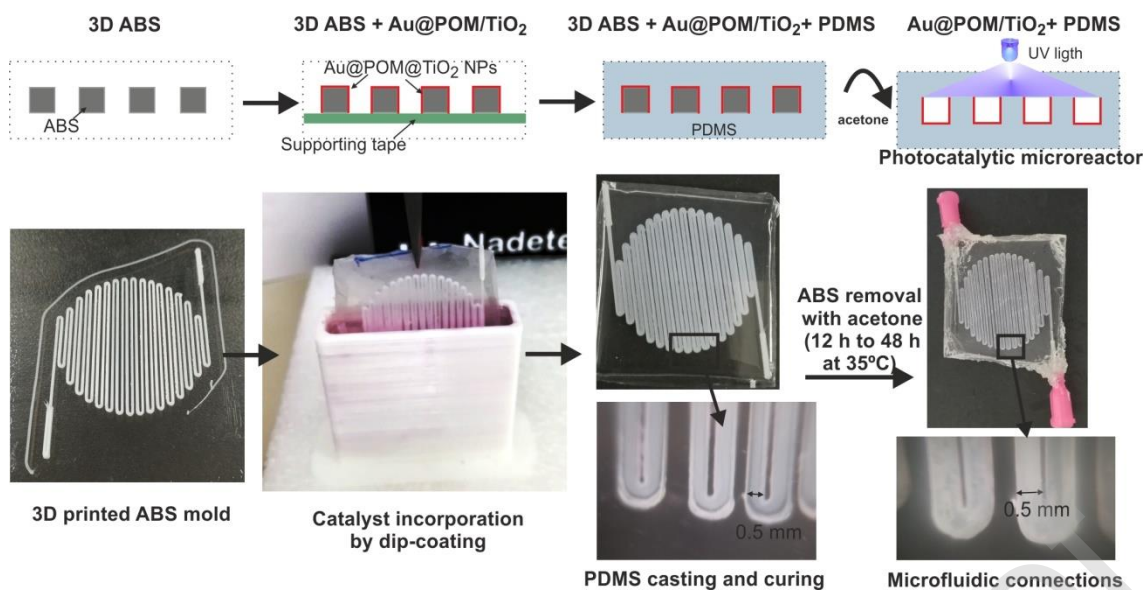 3D ABS
3D ABS + Au@POM/TiO₂
3D ABS + Au@POM/TiO₂+ PDMS
Au@POM/TiO₂+ PDMS
ABS
Au@POM@TiO₂ NPs
Supporting tape
PDMS
acetone
UV ligth
Photocatalytic microreactor
Nadete
ABS removal
with acetone
(12 h to 48 h
at 35ºC)
3D printed ABS mold
Catalyst incorporation
by dip-coating
0.5 mm
PDMS casting and curing
0.5 mm
Microfluidic connections